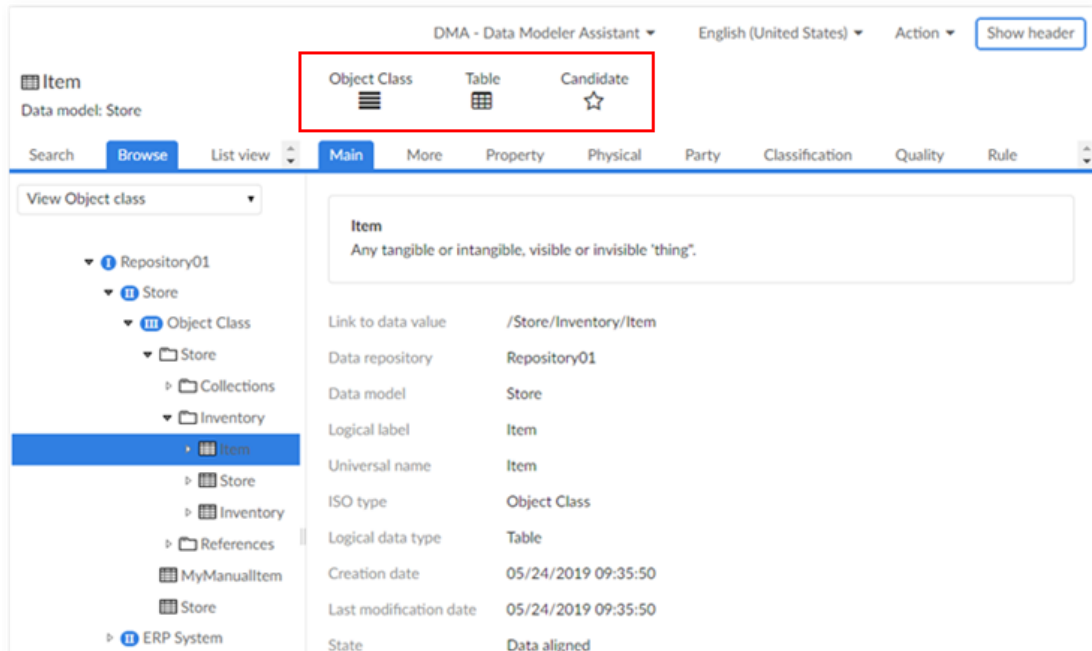 DMA - Data Modeler Assistant English (United States) Action Show header
Item
Data model: Store
Object Class Table Candidate
Search Browse List view Main More Property Physical Party Classification Quality Rule
View Object class
Item
Any tangible or intangible, visible or invisible 'thing".
Repository01
Store
Object Class
Store
Collections
Inventory
Item
Store
Inventory
References
MyManualItem
Store
ERP System
Link to data value /Store/Inventory/Item
Data repository Repository01
Data model Store
Logical label Item
Universal name Item
ISO type Object Class
Logical data type Table
Creation date 05/24/2019 09:35:50
Last modification date 05/24/2019 09:35:50
State Data aligned